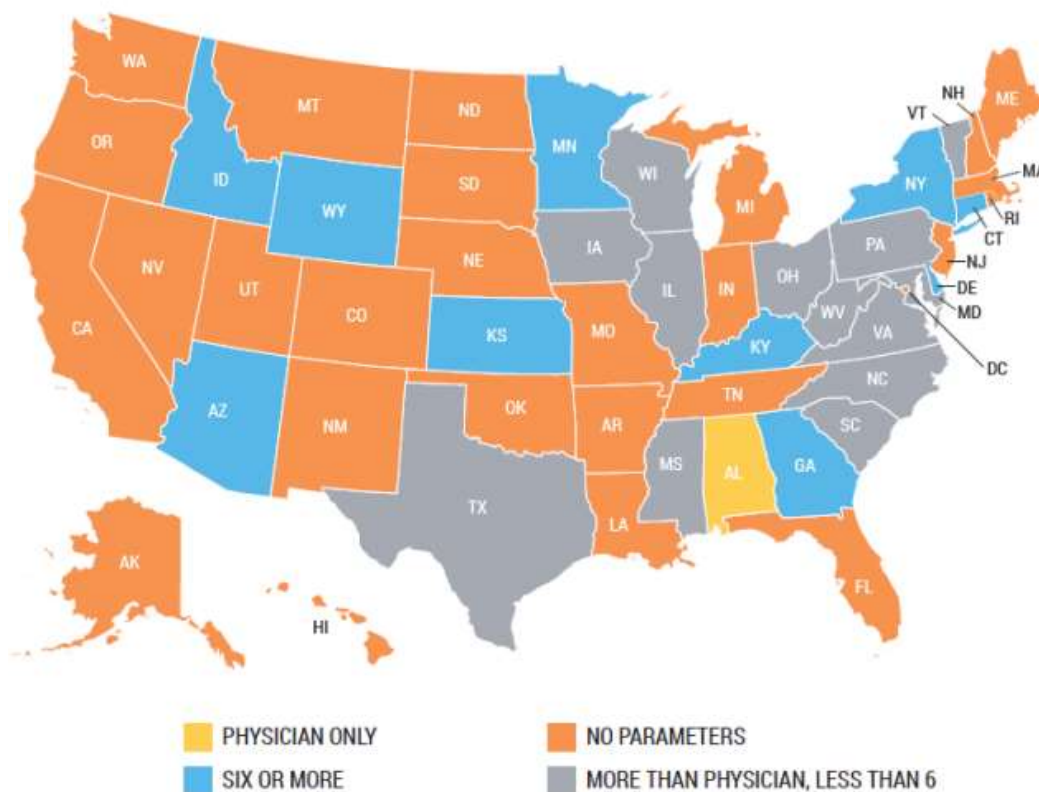 WA
MT
ND
MN
OR
ID
SD
WY
WI
MI
VT
NH
ME
NY
MA
RI
CT
NV
UT
NE
IA
PA
NJ
CA
CO
KS
MO
IL
IN
OH
WV
VA
DE
MD
DC
KY
NC
AZ
NM
OK
AR
TN
SC
TX
MS
AL
GA
LA
FL
AK
HI
PHYSICIAN ONLY
NO PARAMETERS
SIX OR MORE
MORE THAN PHYSICIAN, LESS THAN 6